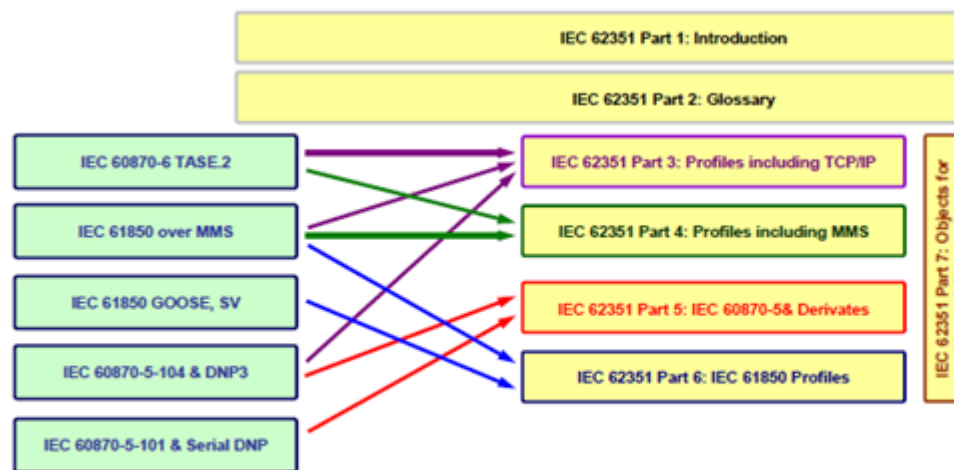 IEC 62351 Part 1: Introduction
IEC 62351 Part 2: Glossary
IEC 60870-6 TASE.2
IEC 62351 Part 3: Profiles including TCP/IP
IEC 61850 over MMS
IEC 62351 Part 4: Profiles including MMS
IEC 61850 GOOSE, SV
IEC 62351 Part 5: IEC 60870-5& Derivates
IEC 60870-5-104 & DNP3
IEC 62351 Part 6: IEC 61850 Profiles
IEC 60870-5-101 & Serial DNP
IEC 62351 Part 7: Objects for